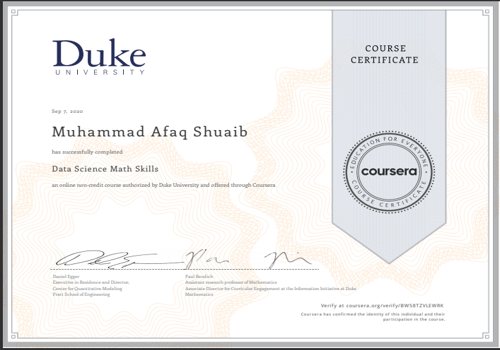 Duke
UNIVERSITY
COURSE
CERTIFICATE
Sep 7, 2020
Muhammad Afaq Shuaib
has successfully completed
Data Science Math Skills
an online non-credit course authorized by Duke University and offered through Coursera
EDUCATION FOR EVERYONE
coursera
COURSE CERTIFICATE
Daniel Egger
Executive in Residence and Director,
Center for Quantitative Modeling
Pratt School of Engineering
Paul Bendich
Assistant research professor of Mathematics
Associate Director for Curricular Engagement at the Information Initiative at Duke
Mathematics
Verify at coursera.org/verify/
Coursera has confirmed the identity of this individual and their
participation in the course.